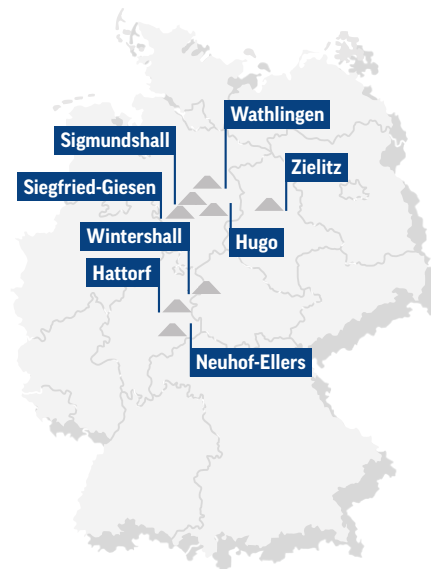 Wathlingen
Sigmundshall
Zielitz
Siegfried-Giesen
Wintershall
Hugo
Hattorf
Neuhof-Ellers